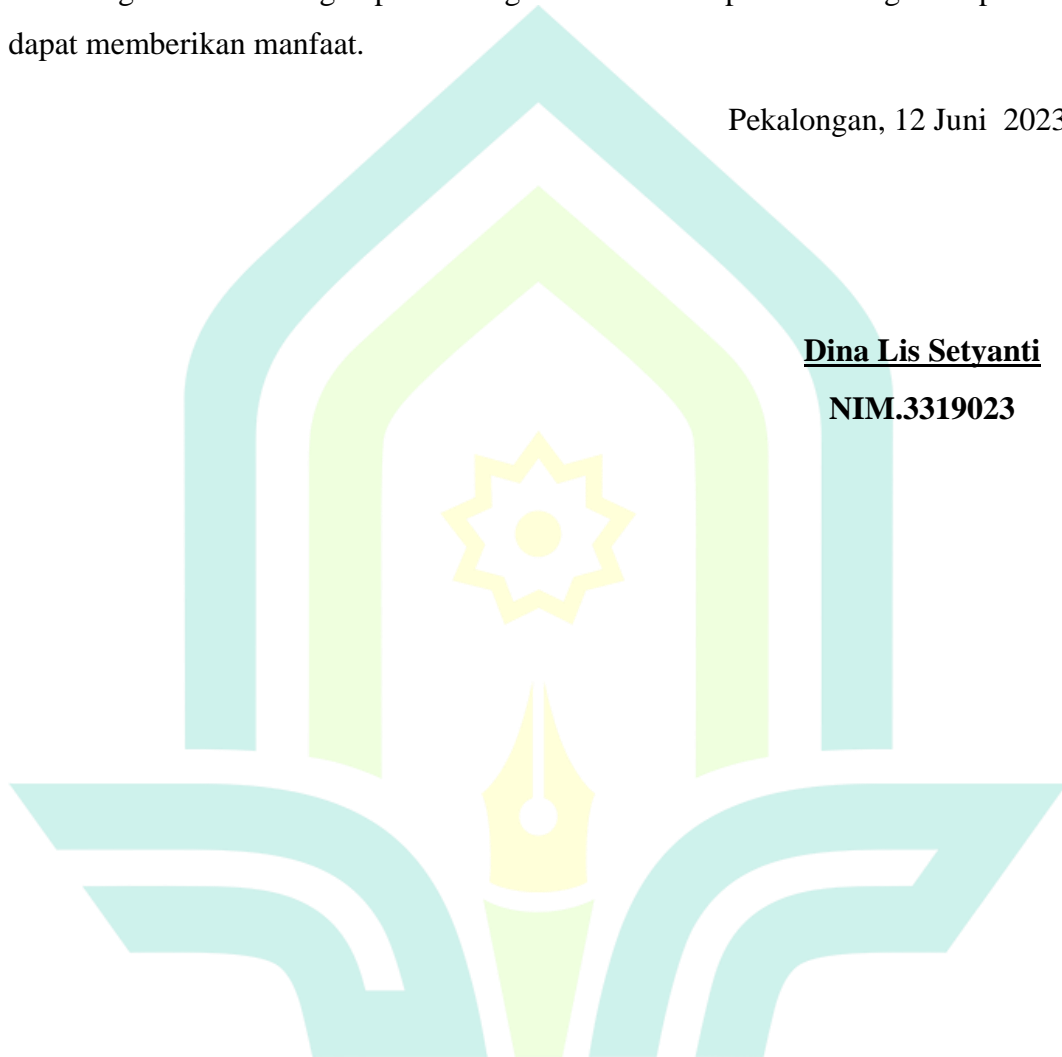 dapat memberikan manfaat.
Pekalongan, 12 Juni  2023
Dina Lis Setyanti
NIM.3319023